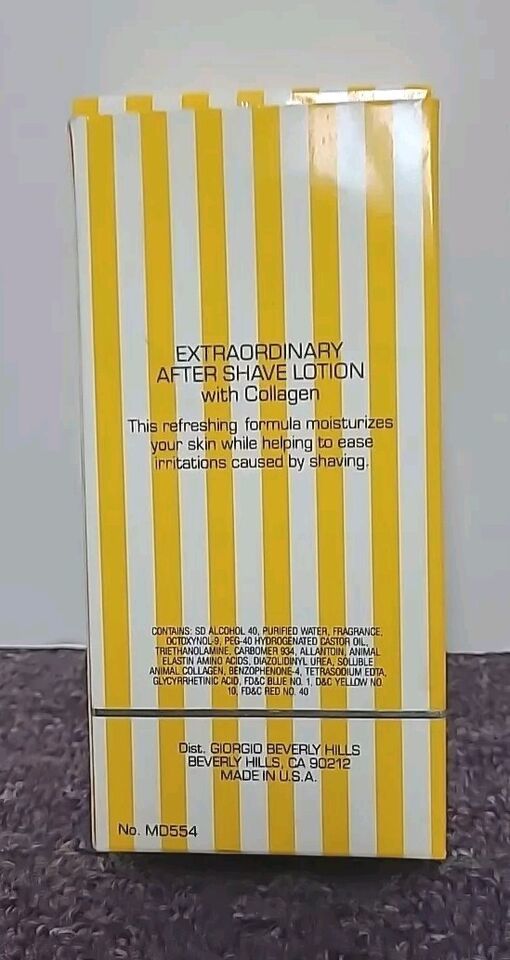 EXTRAORDINARY
AFTER SHAVE LOTION
with Collagen
This refreshing formula moisturizes
your skin while helping to ease
irritations caused by shaving.
CONTAINS: SD ALCOHOL 40, PURIFIED WATER, FRAGRANCE,
OCTOXYNOL-9, PEG-40 HYDROGENATED CASTOR OIL,
TRIETHANOLAMINE, CARBOMER 934, ALLANTOIN, ANIMAL
ELASTIN AMINO ACIDS, DIAZOLIDINYL UREA, SOLUBLE
ANIMAL COLLAGEN, BENZOPHENONE-4, TETRASODIUM EDTA,
GLYCYRRHETINIC ACID, FD&C BLUE NO. 1, D&C YELLOW NO.
10, FD&C RED NO. 40
Dist. GIORGIO BEVERLY HILLS
BEVERLY HILLS, CA 90212
MADE IN U.S.A.
No. MD554